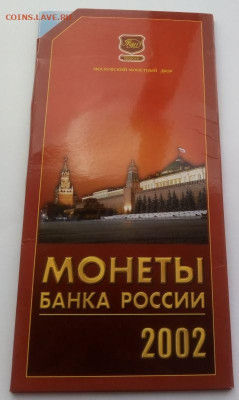 COINS.LAVE.RU
МОСКОВСКИЙ МОНЕТНЫЙ ДВОР
МОНЕТЫ
БАНКА РОССИИ
2002